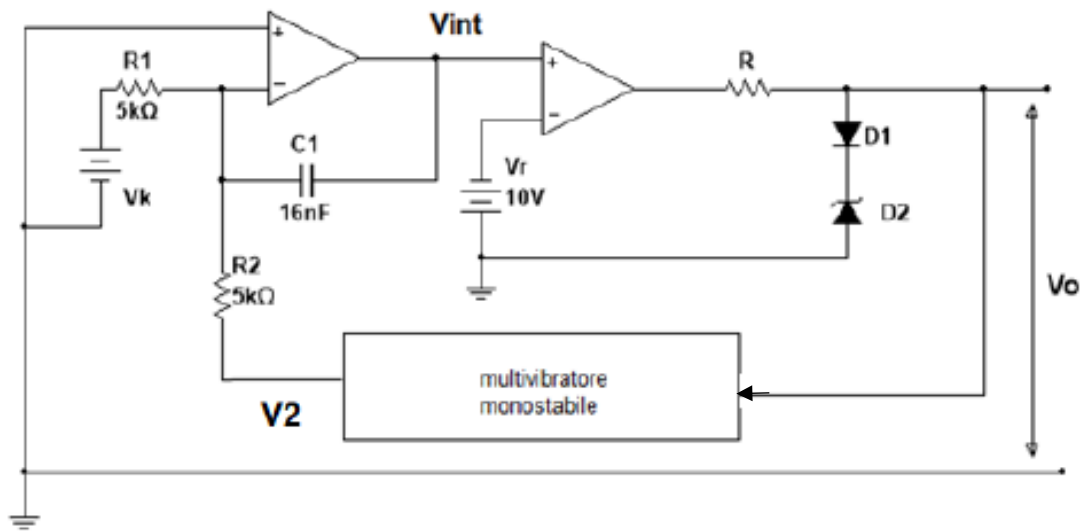 Vint
R1
5kΩ
Vk
C1
16nF
Vr
10V
R
D1
D2
R2
5kΩ
V2
multivibratore
monostabile
Vo